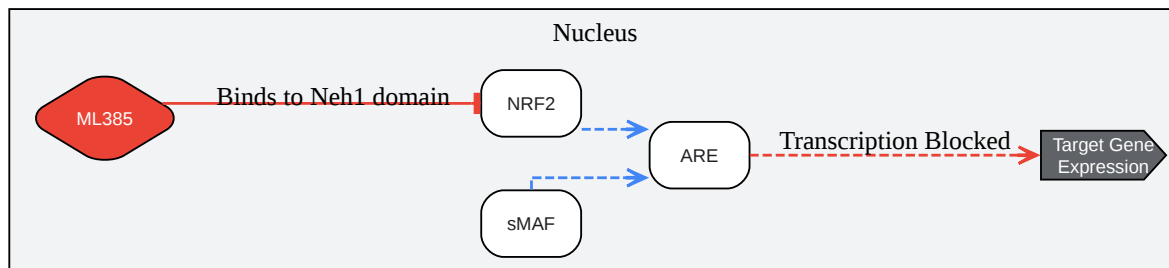 Nucleus
ML385
Binds to Neh1 domain
NRF2
sMAF
ARE
Transcription Blocked
Target Gene
Expression